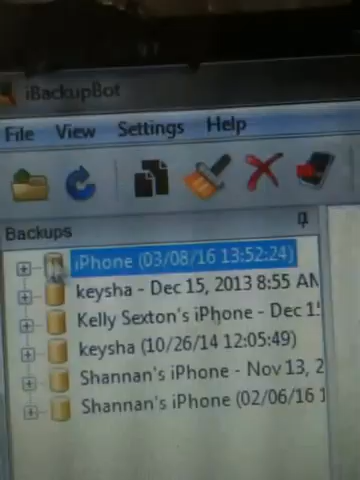 iBackupBot
File View Settings Help
Backups
iPhone (03/08/16 13:52:24)
keysha - Dec 15, 2013 8:55 AM
Kelly Sexton's iPhone - Dec 1
keysha (10/26/14 12:05:49)
Shannan's iPhone - Nov 13, 2
Shannan's iPhone (02/06/16 1